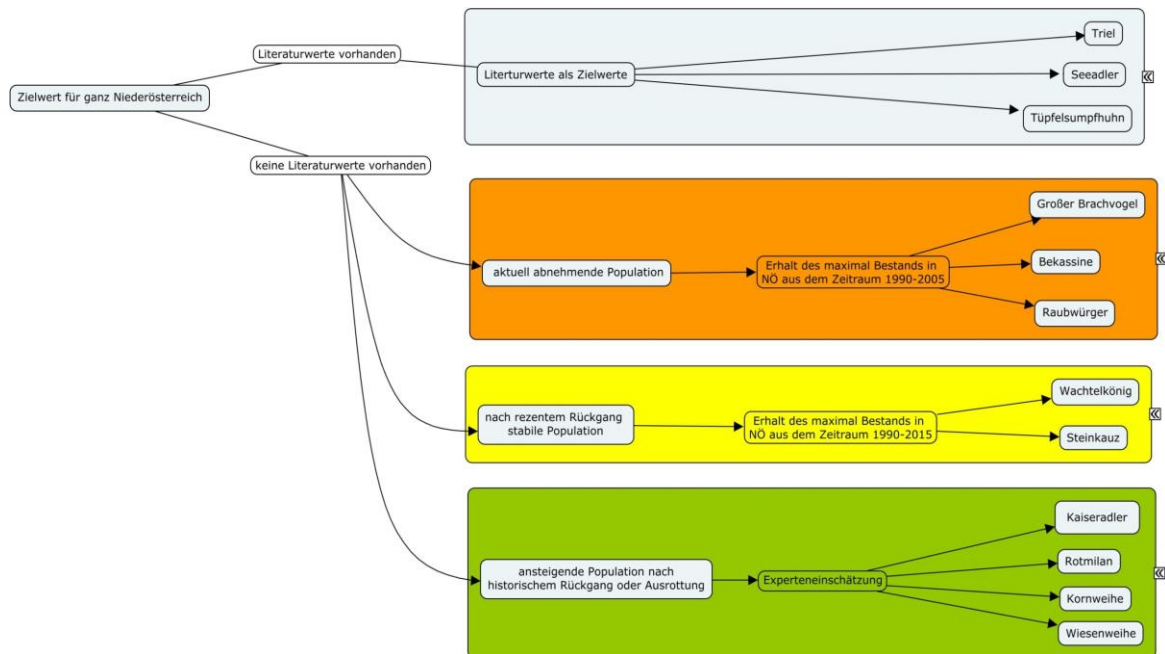 Zielwert für ganz Niederösterreich
Literaturwerte vorhanden
Literturwerte als Zielwerte
Triel
Seeadler
Tüpfelsumpfhuhn
keine Literaturwerte vorhanden
aktuell abnehmende Population
Erhalt des maximal Bestands in
NÖ aus dem Zeitraum 1990-2005
Großer Brachvogel
Bekassine
Raubwürger
nach rezentem Rückgang
stabile Population
Erhalt des maximal Bestands in
NÖ aus dem Zeitraum 1990-2015
Wachtelkönig
Steinkauz
ansteigende Population nach
historischem Rückgang oder Ausrottung
Experteneinschätzung
Kaiseradler
Rotmilan
Kornweihe
Wiesenweihe